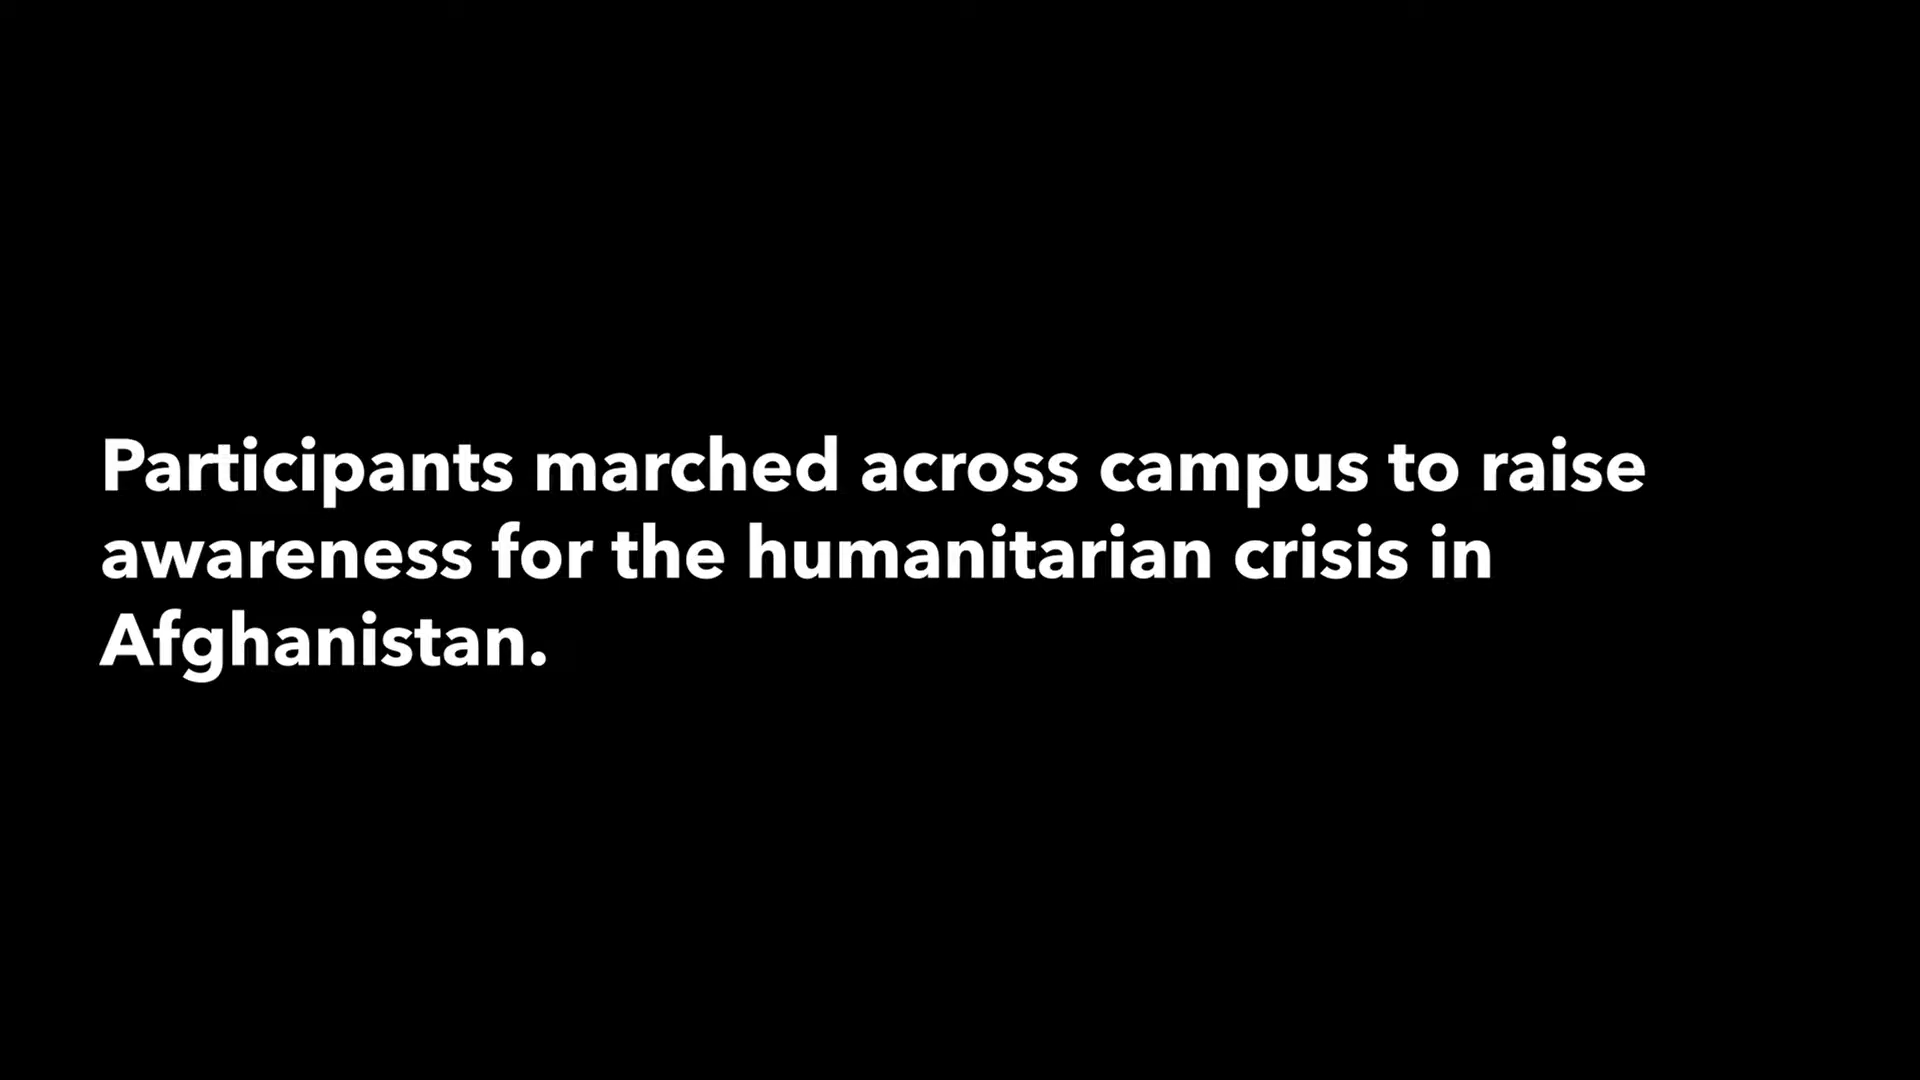 Participants marched across campus to raise
awareness for the humanitarian crisis in
Afghanistan.